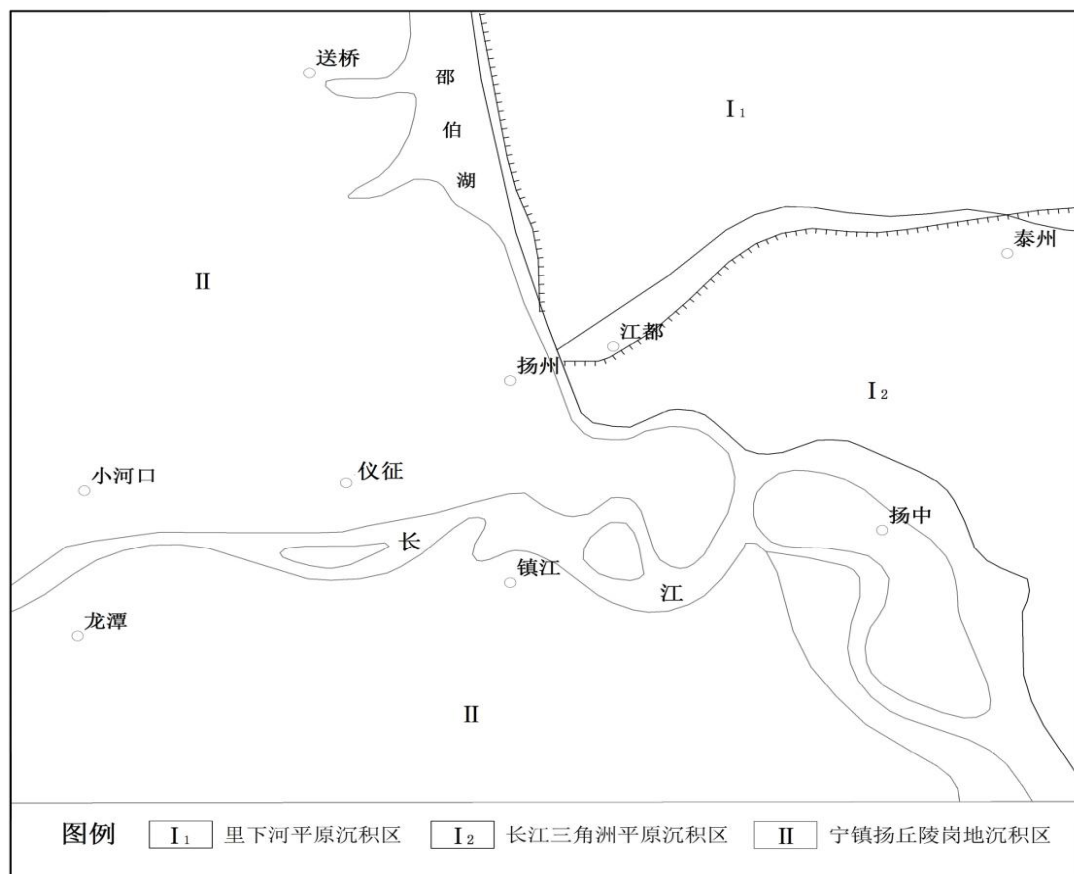 送桥
邵
伯
湖
I₁
泰州
II
江都
扬州
I₂
小河口
仪征
扬中
长
镇江
江
龙潭
II
图例
I₁ 里下河平原沉积区
I₂ 长江三角洲平原沉积区
II 宁镇扬丘陵岗地沉积区